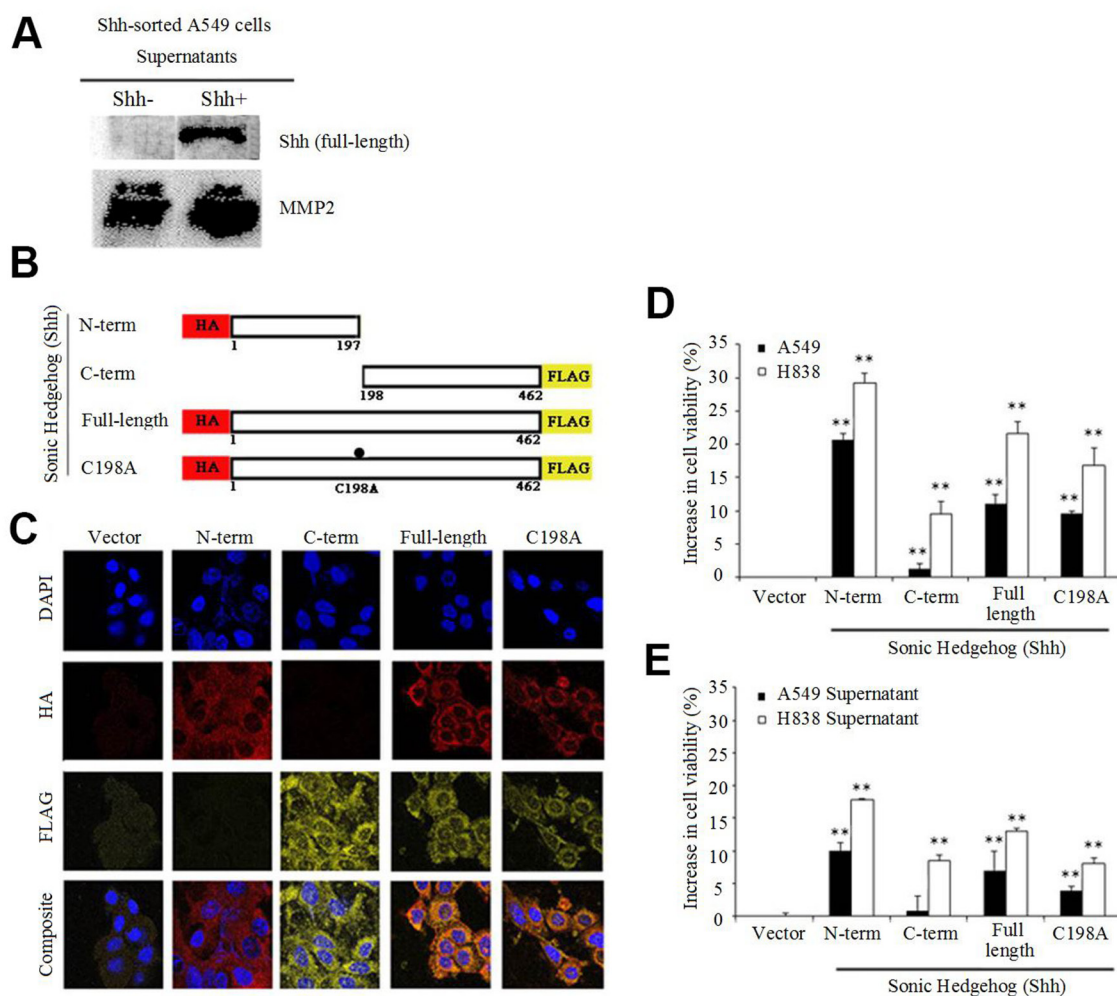 A
Shh-sorted A549 cells
Supernatants
Shh- Shh+
Shh (full-length)
MMP2
B
Sonic Hedgehog (Shh)
N-term
HA
1 197
C-term
FLAG
198 462
Full-length
HA FLAG
1 462
C198A
HA FLAG
1 C198A 462
C
Vector N-term C-term Full-length C198A
DAPI
HA
FLAG
Composite
D
Increase in cell viability (%)
35
30
25
20
15
10
5
0
A549
H838
** ** ** ** ** ** ** **
Vector N-term C-term Full length C198A
Sonic Hedgehog (Shh)
E
Increase in cell viability (%)
35
30
25
20
15
10
5
0
A549 Supernatant
H838 Supernatant
** ** ** ** ** ** **
Vector N-term C-term Full length C198A
Sonic Hedgehog (Shh)